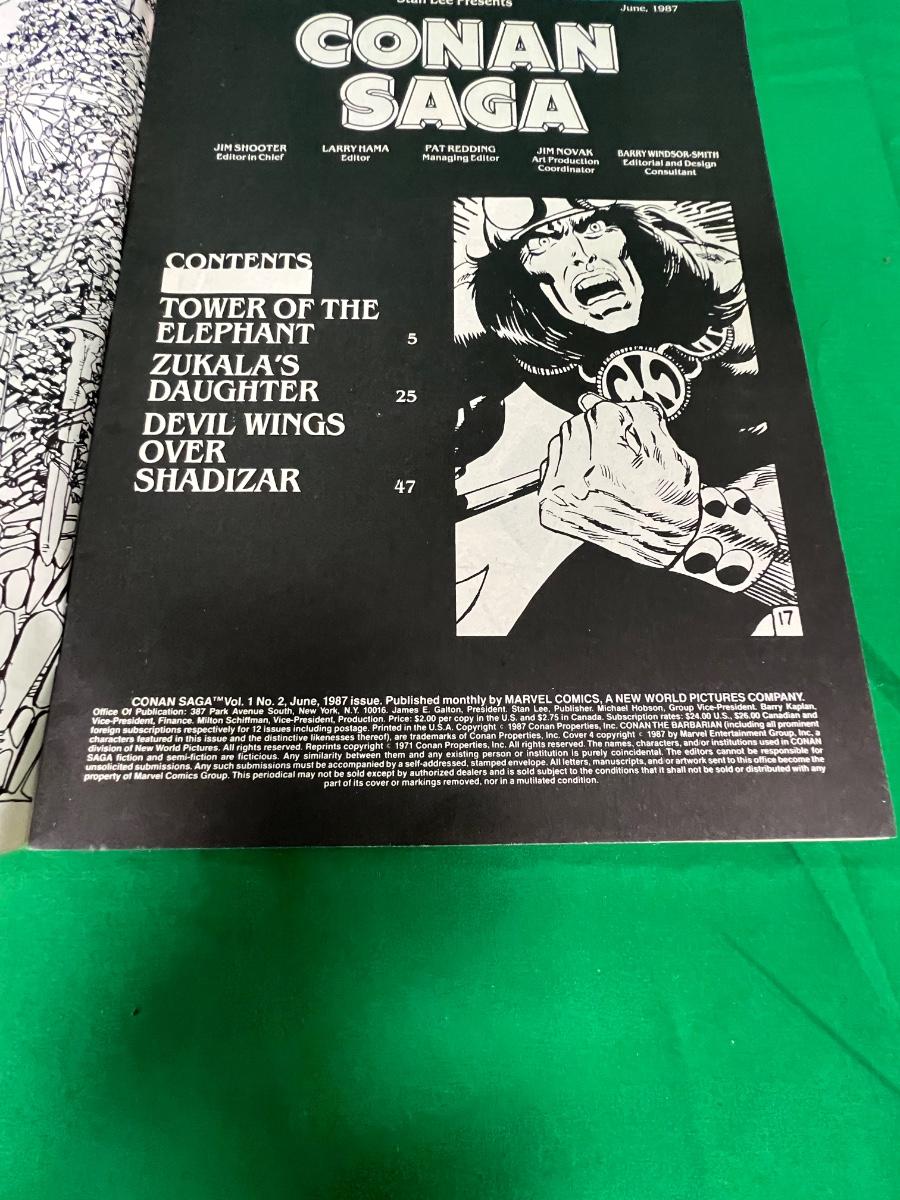 Stan Lee Presents
June, 1987
CONAN
SAGA
JIM SHOOTER
Editor in Chief
LARRY HAMA
Editor
PAT REDDING
Managing Editor
JIM NOVAK
Art Production
Coordinator
BARRY WINDSOR-SMITH
Editorial and Design
Consultant
CONTENTS
TOWER OF THE
ELEPHANT 5
ZUKALA'S
DAUGHTER 25
DEVIL WINGS
OVER
SHADIZAR 47
17
CONAN SAGA™ Vol. 1 No. 2, June, 1987 issue. Published monthly by MARVEL COMICS, A NEW WORLD PICTURES COMPANY.
Office Of Publication: 387 Park Avenue South, New York, N.Y. 10016. James E. Galton, President. Stan Lee, Publisher. Michael Hobson, Group Vice-President. Barry Kaplan,
Vice-President, Finance. Milton Schiffman, Vice-President, Production. Price: $2.00 per copy in the U.S. and $2.75 in Canada. Subscription rates: $24.00 U.S., $26.00 Canadian and
foreign subscriptions respectively for 12 issues including postage. Printed in the U.S.A. Copyright © 1987 Conan Properties, Inc. CONAN THE BARBARIAN (including all prominent
characters featured in this issue and the distinctive likenesses thereof), are trademarks of Conan Properties, Inc. Cover 4 copyright © 1987 by Marvel Entertainment Group, Inc, a
division of New World Pictures. All rights reserved. Reprints copyright © 1971 Conan Properties, Inc. All rights reserved. The names, characters, and/or institutions used in CONAN
SAGA fiction and semi-fiction are ficticious. Any similarity between them and any existing person or institution is purely coincidental. The editors cannot be responsible for
unsolicited submissions. Any such submissions must be accompanied by a self-addressed, stamped envelope. All letters, manuscripts, and/or artwork sent to this office become the
property of Marvel Comics Group. This periodical may not be sold except by authorized dealers and is sold subject to the conditions that it shall not be sold or distributed with any
part of its cover or markings removed, nor in a mutilated condition.